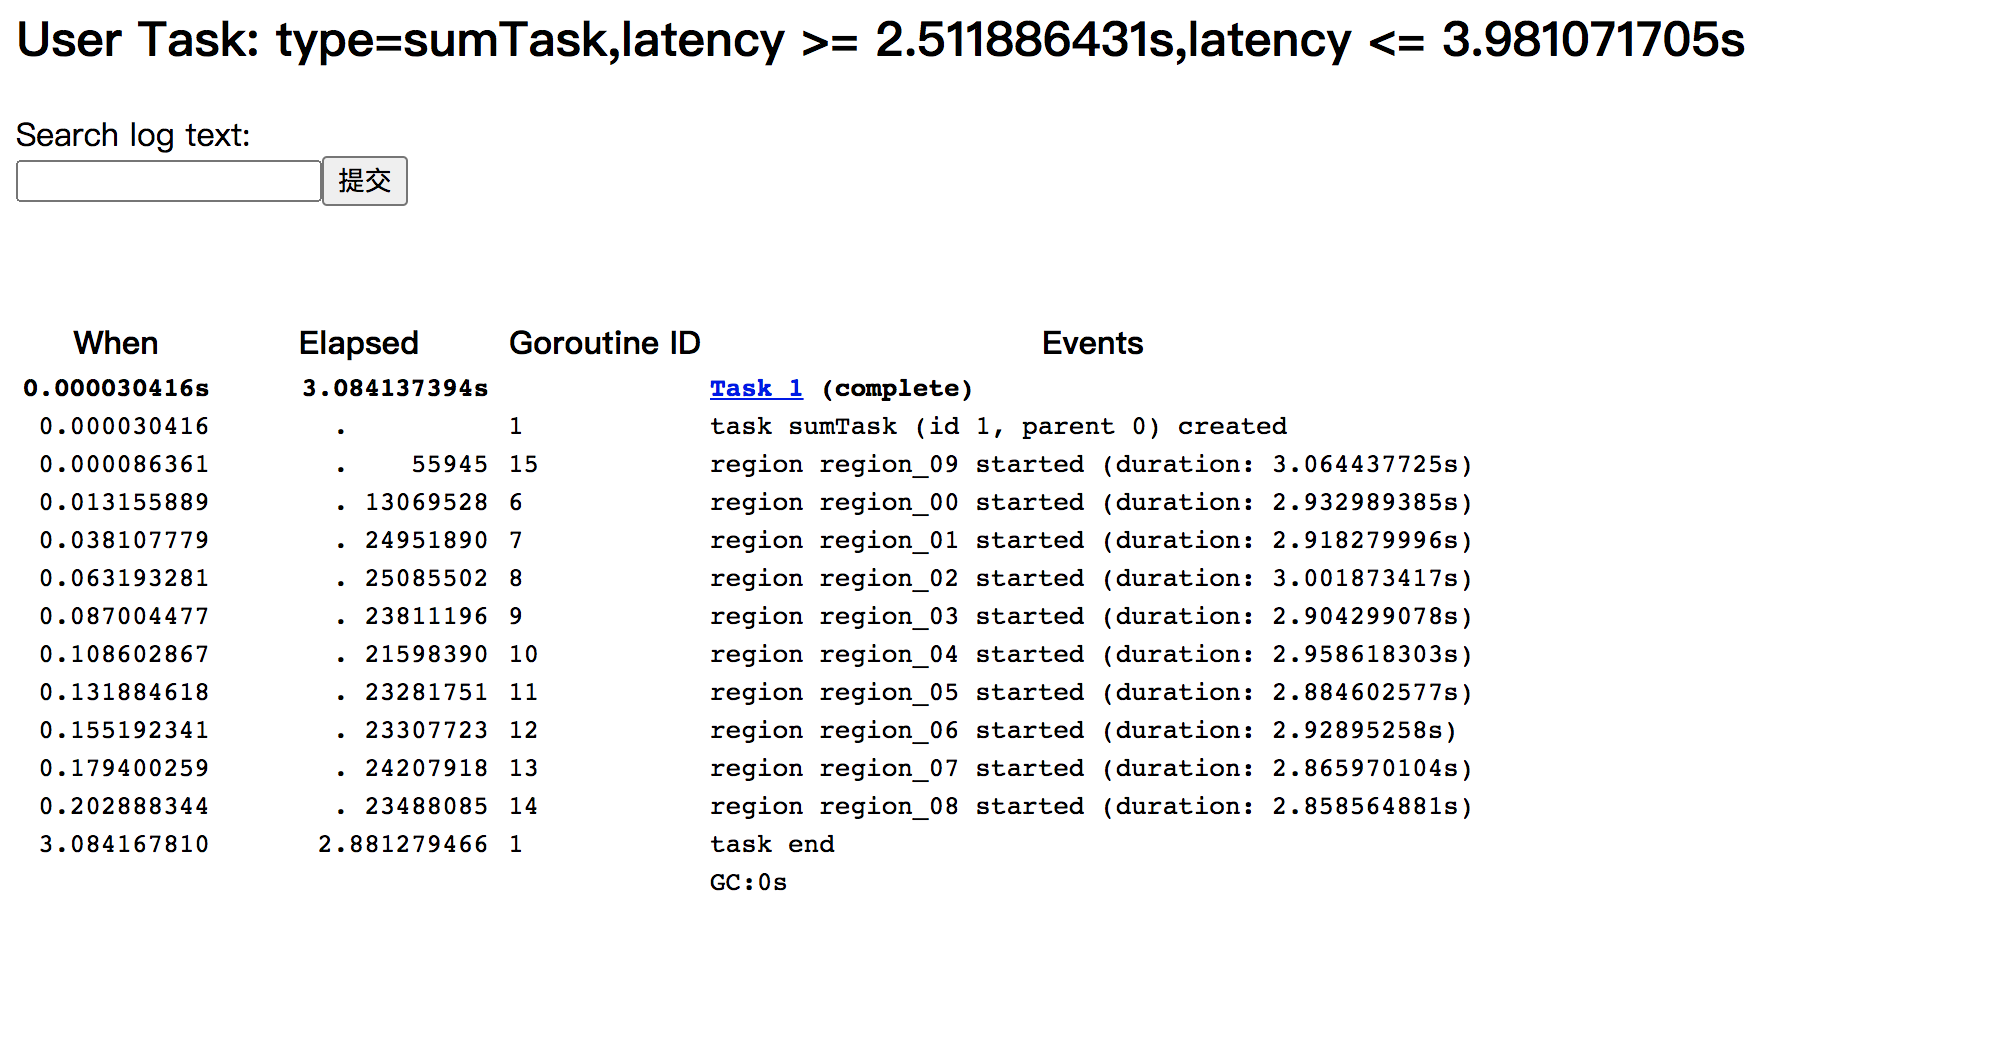 User Task: type=sumTask,latency >= 2.511886431s,latency <= 3.981071705s
Search log text:
提交
When Elapsed Goroutine ID Events
0.000030416s 3.084137394s Task 1 (complete)
0.000030416 . 1 task sumTask (id 1, parent 0) created
0.000086361 . 55945 15 region region_09 started (duration: 3.064437725s)
0.013155889 . 13069528 6 region region_00 started (duration: 2.932989385s)
0.038107779 . 24951890 7 region region_01 started (duration: 2.918279996s)
0.063193281 . 25085502 8 region region_02 started (duration: 3.001873417s)
0.087004477 . 23811196 9 region region_03 started (duration: 2.904299078s)
0.108602867 . 21598390 10 region region_04 started (duration: 2.958618303s)
0.131884618 . 23281751 11 region region_05 started (duration: 2.884602577s)
0.155192341 . 23307723 12 region region_06 started (duration: 2.92895258s)
0.179400259 . 24207918 13 region region_07 started (duration: 2.865970104s)
0.202888344 . 23488085 14 region region_08 started (duration: 2.858564881s)
3.084167810 2.881279466 1 task end
GC:0s